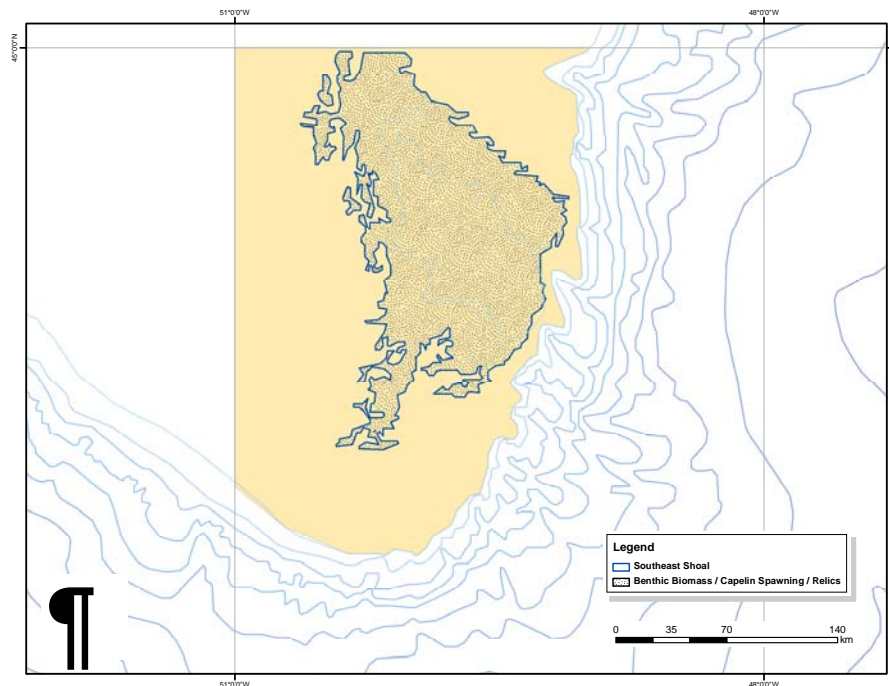 51°0'0"W 48°0'0"W
45°0'0"N
Legend
Southeast Shoal
Benthic Biomass / Capelin Spawning / Relics
¶
0 35 70 140
km
51°0'0"W 48°0'0"W